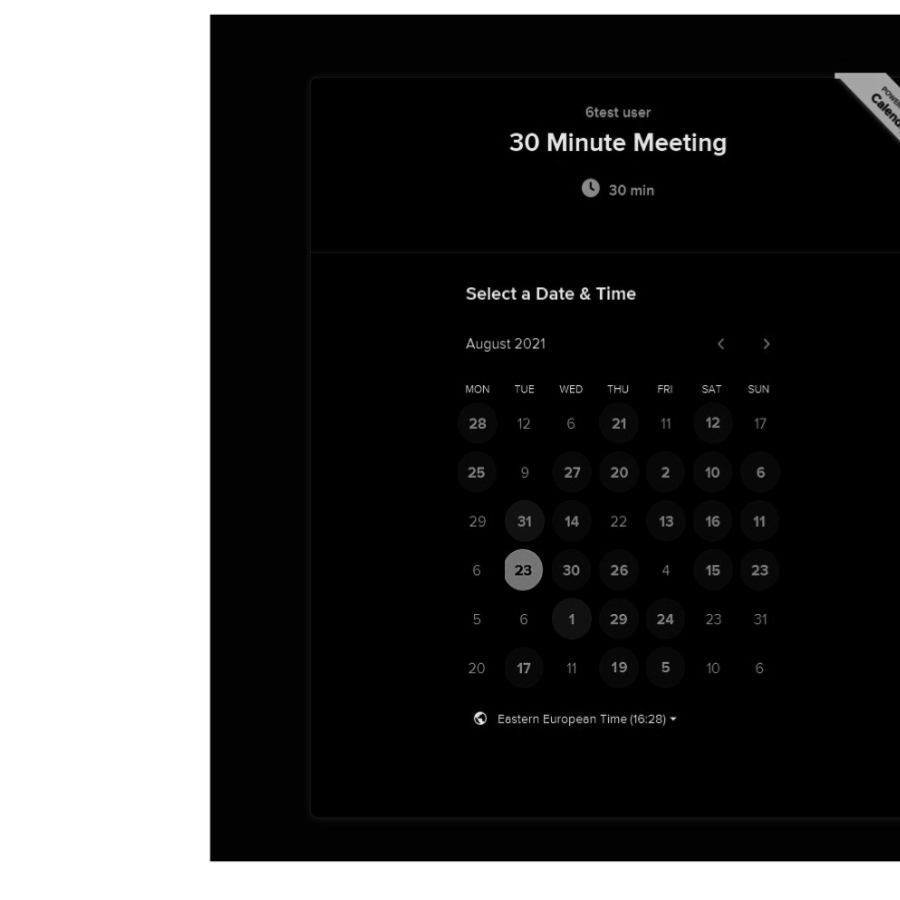 POWER
Calend
6test user
30 Minute Meeting
30 min
Select a Date & Time
August 2021
MON TUE WED THU FRI SAT SUN
28 12 6 21 11 12 17
25 9 27 20 2 10 6
29 31 14 22 13 16 11
6 23 30 26 4 15 23
5 6 1 29 24 23 31
20 17 11 19 5 10 6
Eastern European Time (16:28)